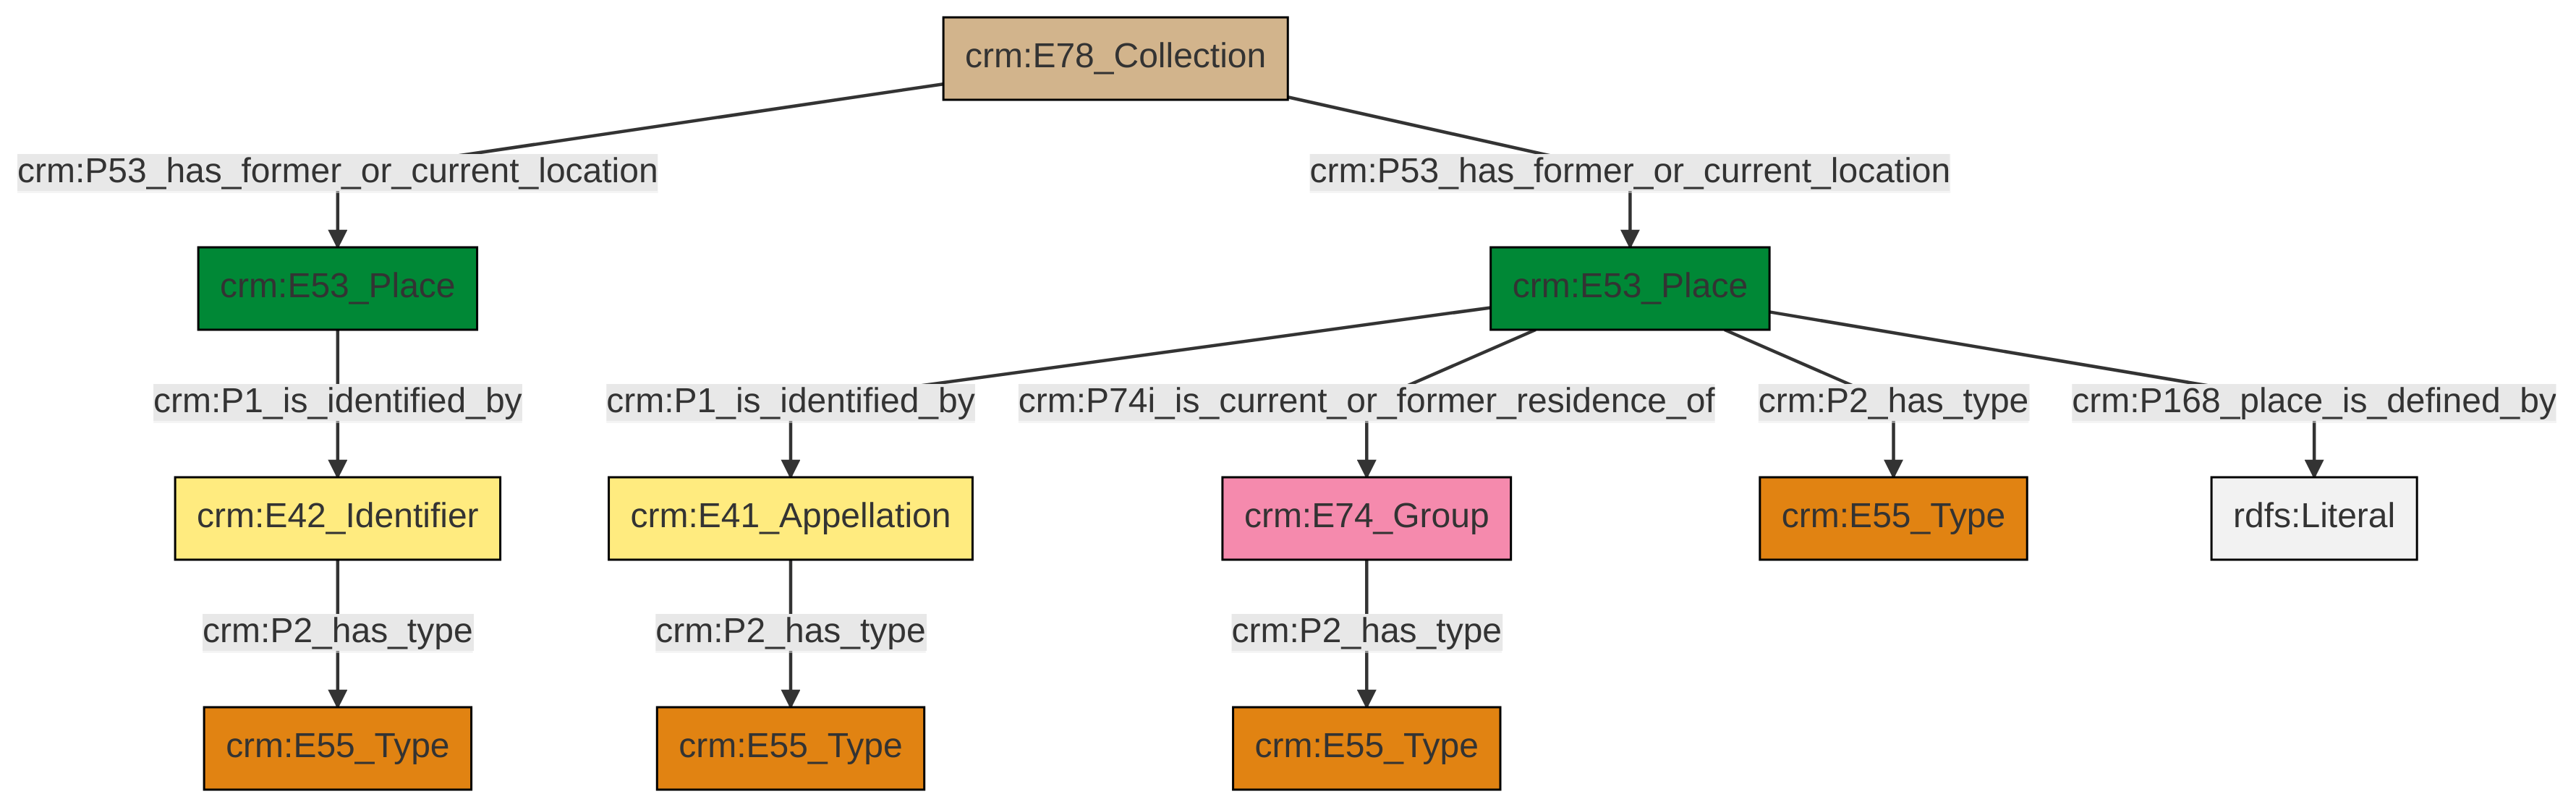 crm:E78_Collection
crm:P53_has_former_or_current_location
crm:P53_has_former_or_current_location
crm:E53_Place
crm:E53_Place
crm:P1_is_identified_by
crm:P1_is_identified_by
crm:P74i_is_current_or_former_residence_of
crm:P2_has_type
crm:P168_place_is_defined_by
crm:E42_Identifier
crm:E41_Appellation
crm:E74_Group
crm:E55_Type
rdfs:Literal
crm:P2_has_type
crm:P2_has_type
crm:P2_has_type
crm:E55_Type
crm:E55_Type
crm:E55_Type